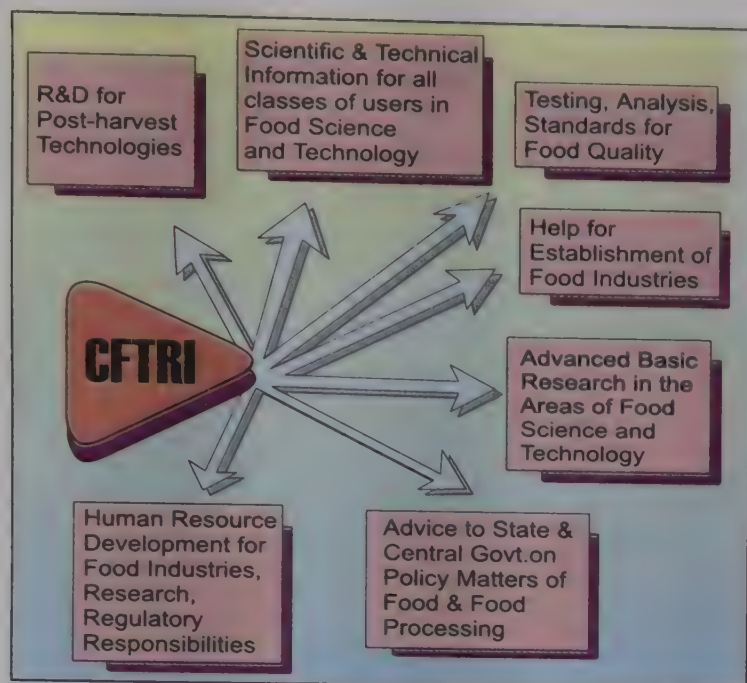 R&D for
Post-harvest
Technologies
Scientific & Technical
Information for all
classes of users in
Food Science
and Technology
Testing, Analysis,
Standards for
Food Quality
Help for
Establishment of
Food Industries
CFTRI
Advanced Basic
Research in the
Areas of Food
Science and
Technology
Human Resource
Development for
Food Industries,
Research,
Regulatory
Responsibilities
Advice to State &
Central Govt.on
Policy Matters of
Food & Food
Processing